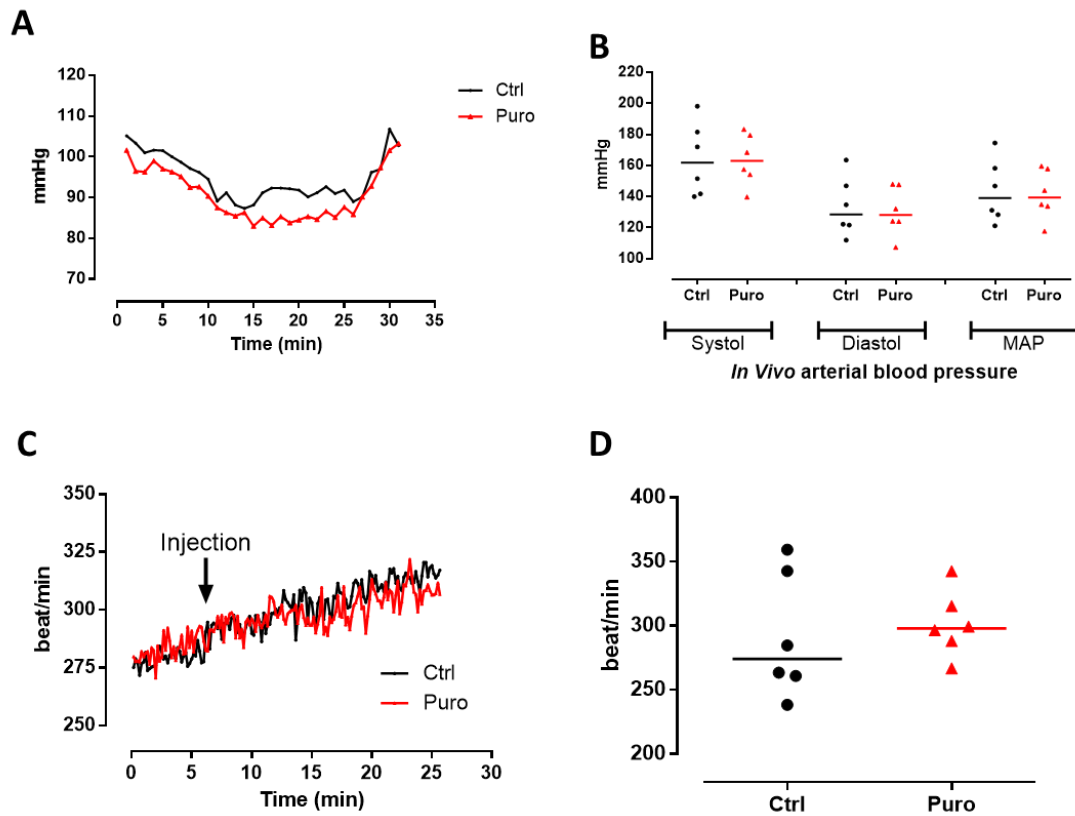 A
mmHg
120
110
100
90
80
70
0 5 10 15 20 25 30 35
Time (min)
Ctrl
Puro
B
mmHg
220
200
180
160
140
120
100
Ctrl Puro Ctrl Puro Ctrl Puro
Systol Diastol MAP
In Vivo arterial blood pressure
C
beat/min
350
325
300
275
250
Injection
Ctrl
Puro
0 5 10 15 20 25 30
Time (min)
D
beat/min
400
350
300
250
200
Ctrl Puro